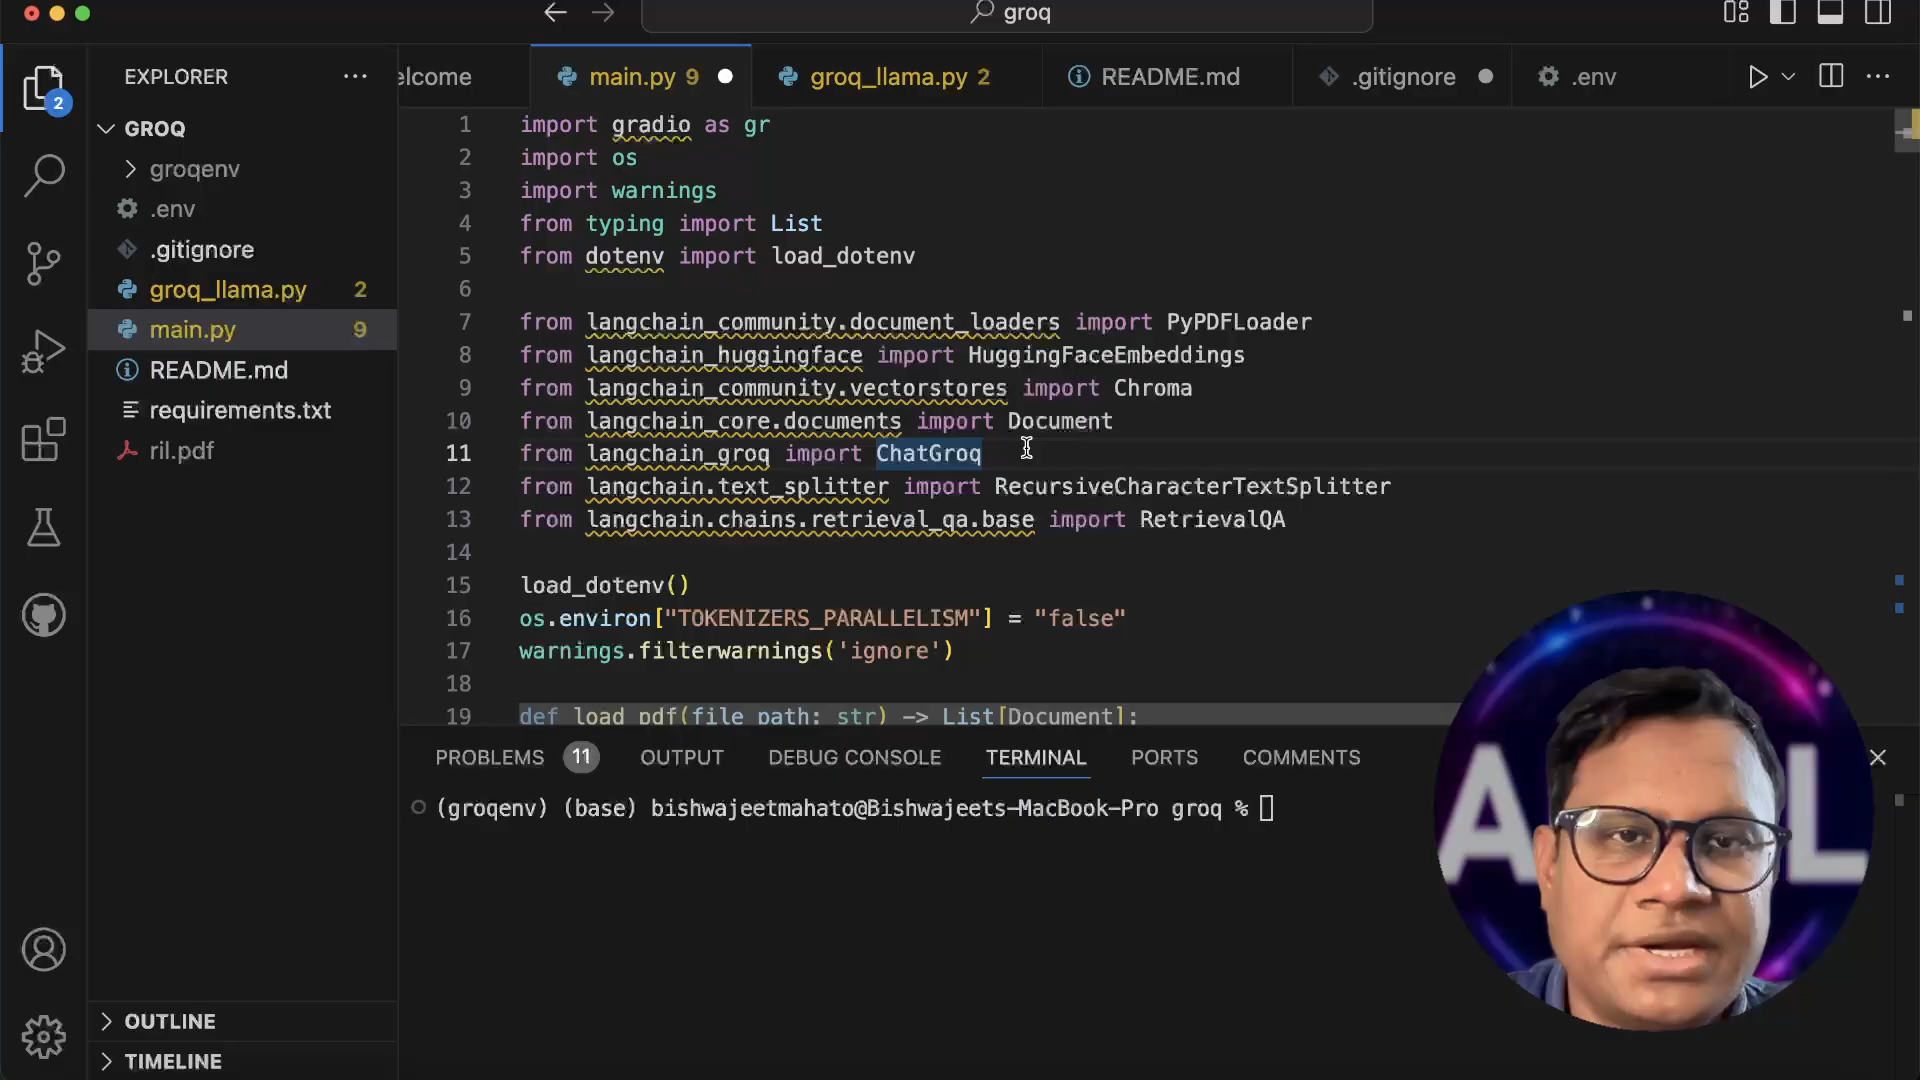 groq
EXPLORER
elcome
main.py 9
groq_llama.py 2
README.md
.gitignore
.env
2
GROQ
groqenv
.env
.gitignore
groq_llama.py 2
main.py 9
README.md
requirements.txt
ril.pdf
1 import gradio as gr
2 import os
3 import warnings
4 from typing import List
5 from dotenv import load_dotenv
6
7 from langchain_community.document_loaders import PyPDFLoader
8 from langchain_huggingface import HuggingFaceEmbeddings
9 from langchain_community.vectorstores import Chroma
10 from langchain_core.documents import Document
11 from langchain_groq import ChatGroq
12 from langchain.text_splitter import RecursiveCharacterTextSplitter
13 from langchain.chains.retrieval_qa.base import RetrievalQA
14
15 load_dotenv()
16 os.environ["TOKENIZERS_PARALLELISM"] = "false"
17 warnings.filterwarnings('ignore')
18
19 def load_pdf(file_path: str) -> List[Document]:
PROBLEMS 11 OUTPUT DEBUG CONSOLE TERMINAL PORTS COMMENTS
(groqenv) (base) bishwajeetmahato@Bishwajeets-MacBook-Pro groq %
OUTLINE
TIMELINE